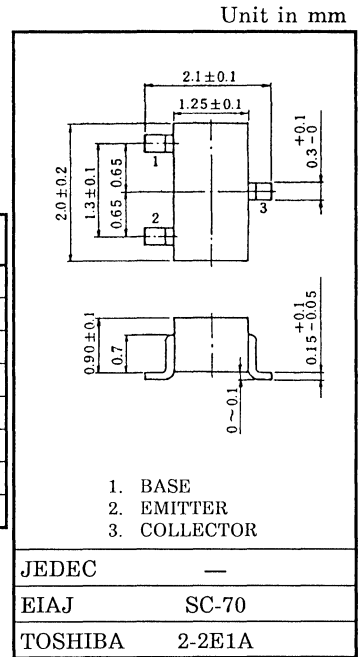 Unit in mm
2.1±0.1
1.25±0.1
2.0±0.2
1.3±0.1
0.65
0.65
1
2
3
+0.1
0.3-0
0.90±0.1
0.7
0~0.1
+0.1
0.15-0.05
1. BASE
2. EMITTER
3. COLLECTOR
JEDEC —
EIAJ SC-70
TOSHIBA 2-2E1A